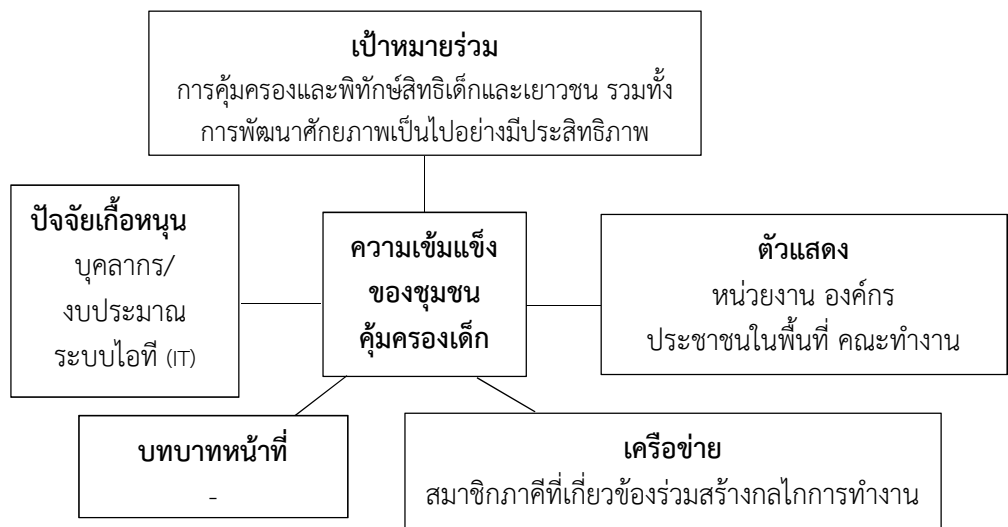 เป้าหมายร่วม
การคุ้มครองและพิทักษ์สิทธิเด็กและเยาวชน รวมทั้ง
การพัฒนาศักยภาพเป็นไปอย่างมีประสิทธิภาพ
ปัจจัยเกื้อหนุน
บุคลากร/
งบประมาณ
ระบบไอที (IT)
ความเข้มแข็ง
ของชุมชน
คุ้มครองเด็ก
ตัวแสดง
หน่วยงาน องค์กร
ประชาชนในพื้นที่ คณะทำงาน
บทบาทหน้าที่
-
เครือข่าย
สมาชิกภาคีที่เกี่ยวข้องร่วมสร้างกลไกการทำงาน